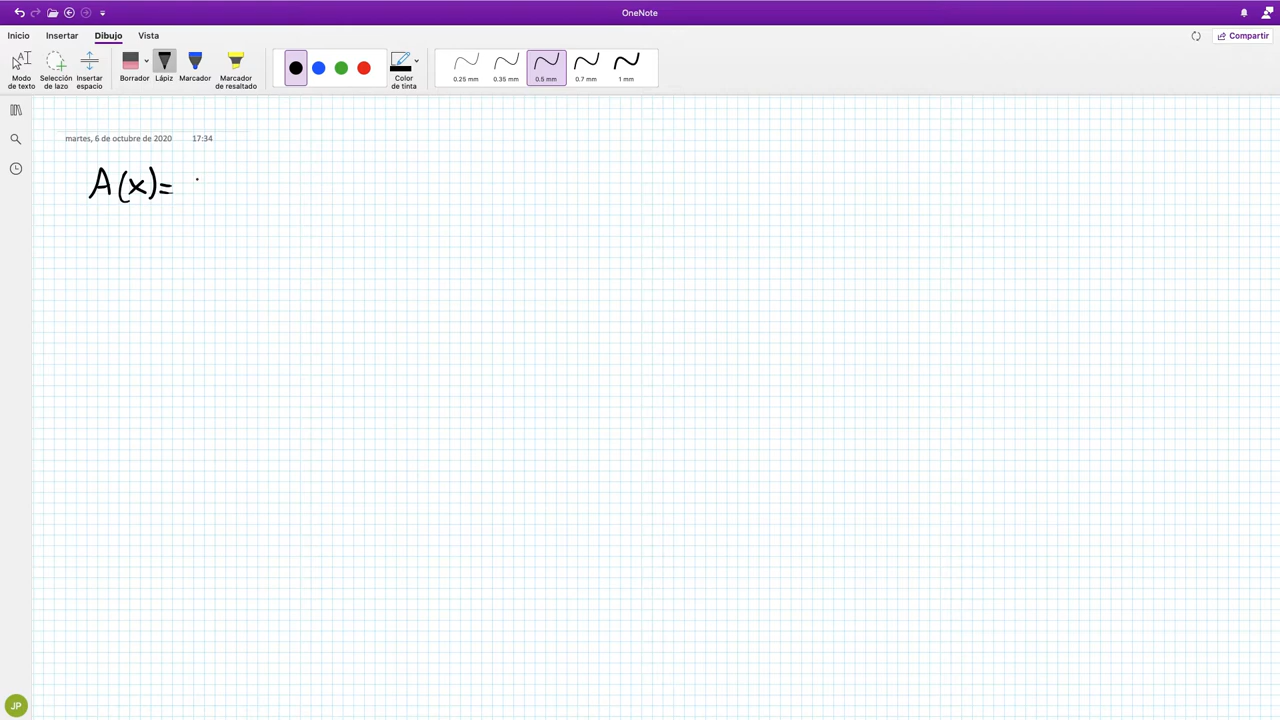 OneNote
Inicio Insertar Dibujo Vista
Compartir
Modo de texto
Selección de lazo
Insertar espacio
Borrador
Lápiz
Marcador
Marcador de resaltado
Color de tinta
0.25 mm 0.35 mm 0.5 mm 0.7 mm 1 mm
martes, 6 de octubre de 2020 17:34
A(x)=
JP